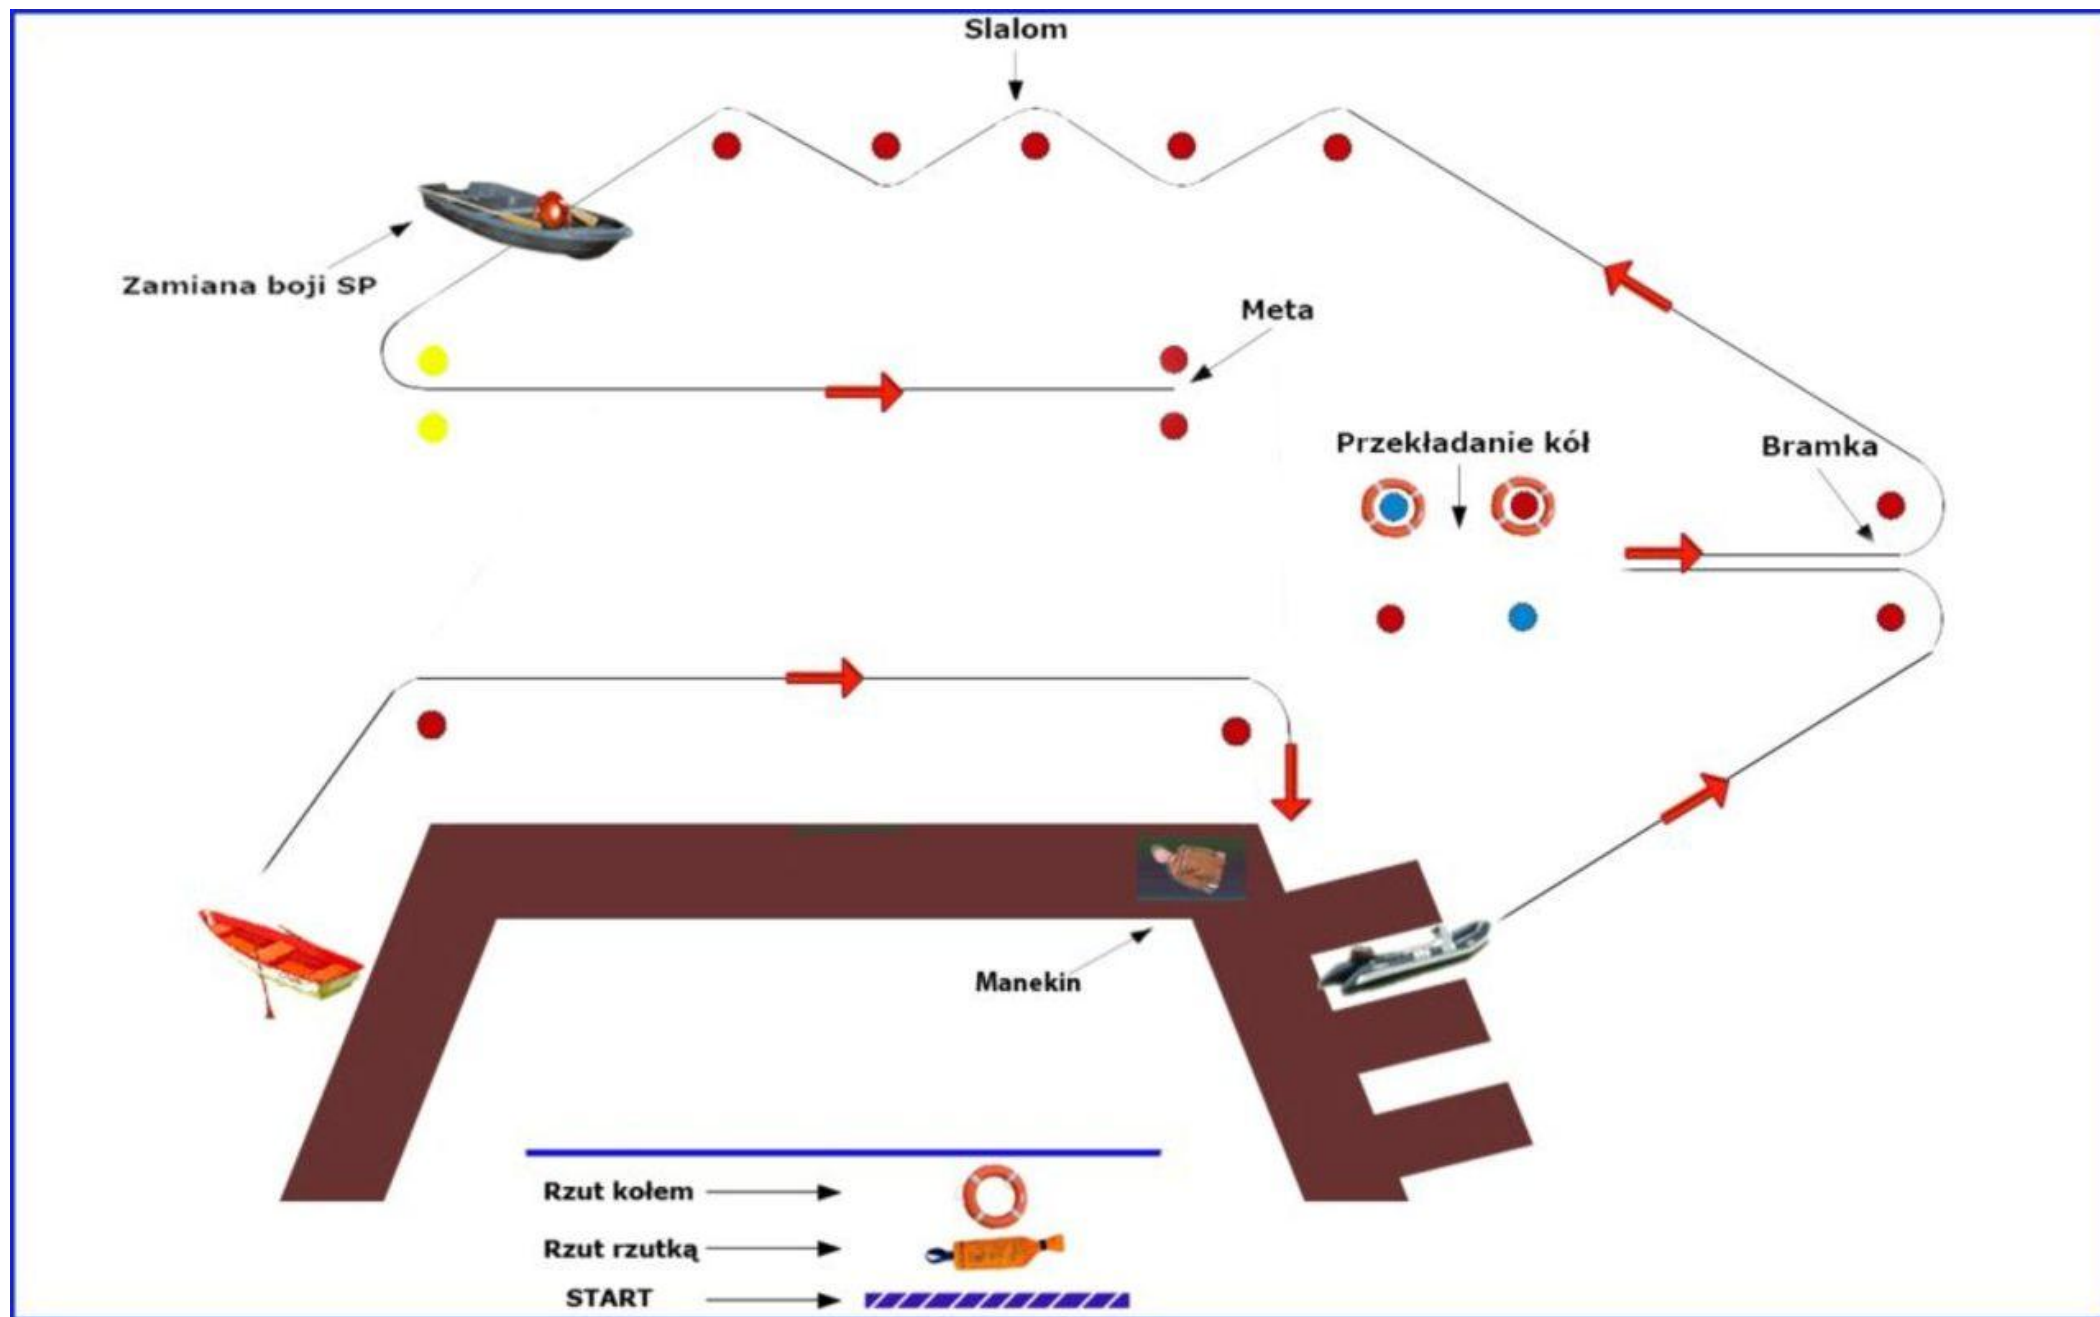 Slalom
Zamiana boji SP
Meta
Przekładanie kół
Bramka
Manekin
Rzut kołem
Rzut rzutką
START